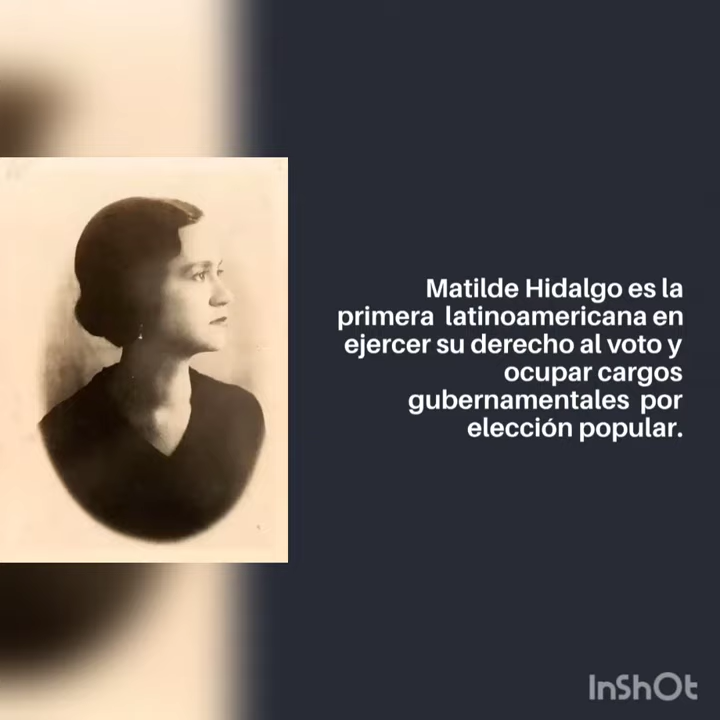 Matilde Hidalgo es la
primera latinoamericana en
ejercer su derecho al voto y
ocupar cargos
gubernamentales por
elección popular.
InShOt